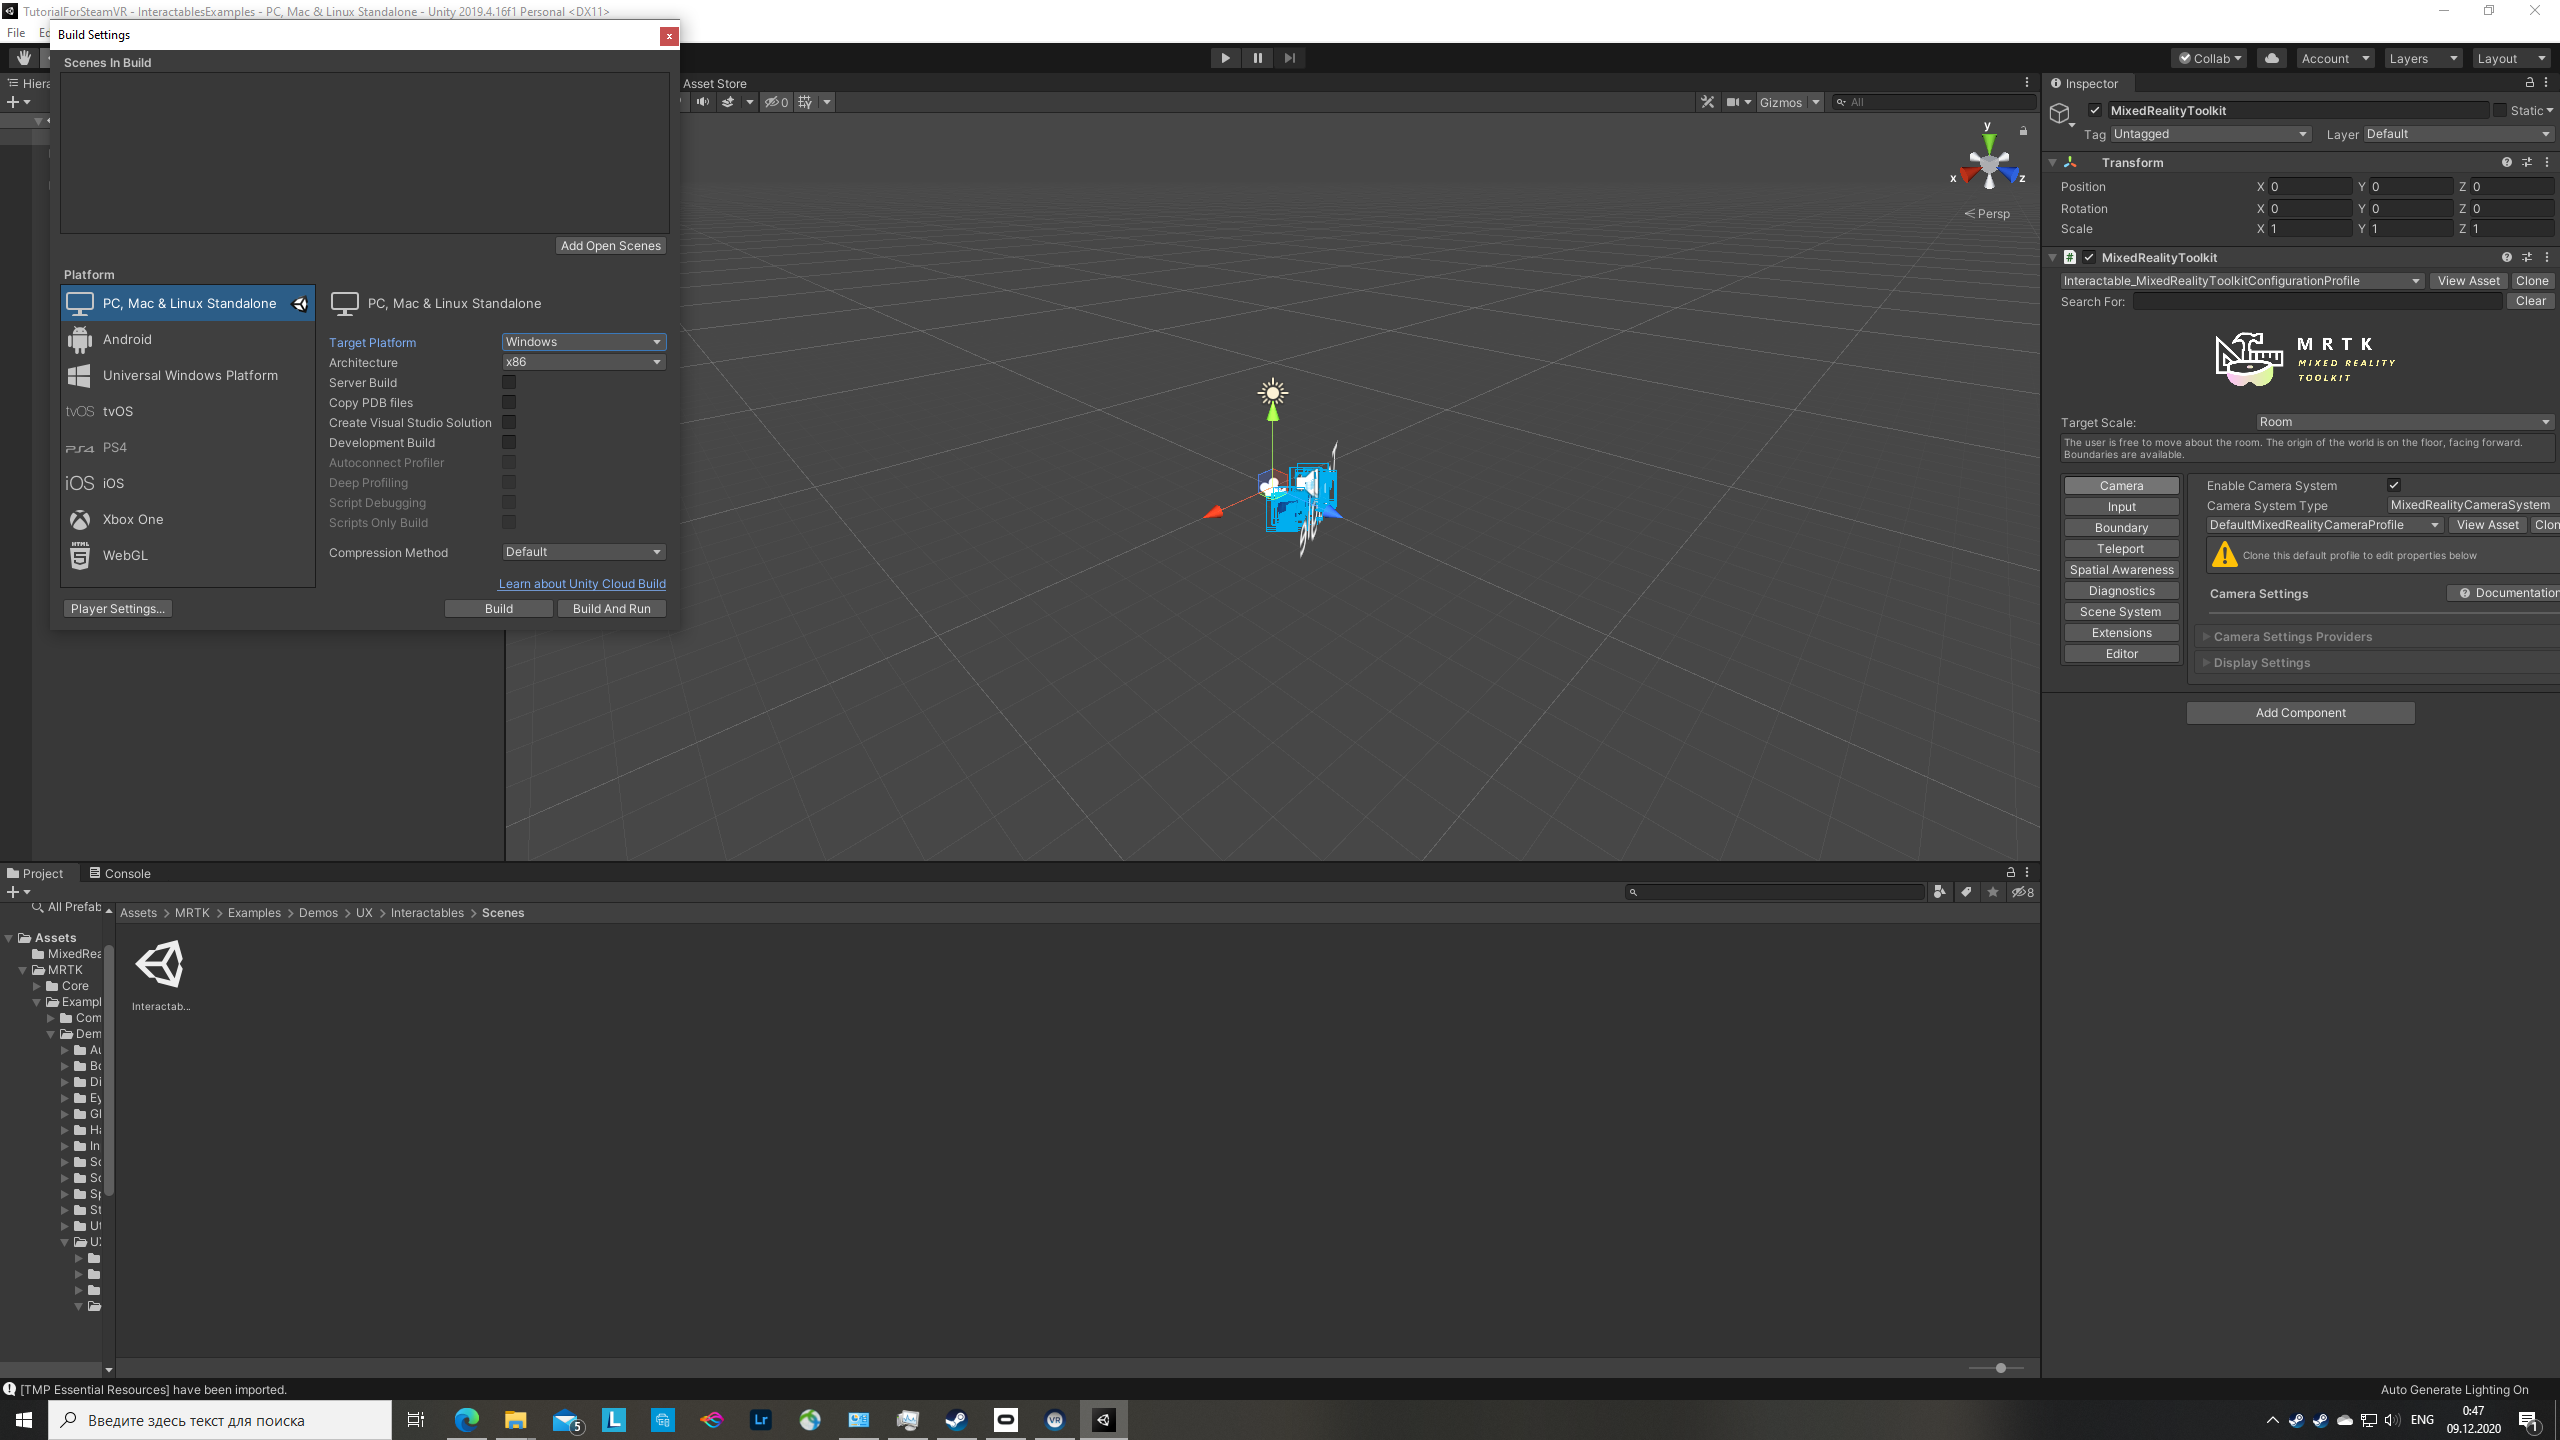 TutorialForSteamVR - InteractablesExamples - PC, Mac & Linux Standalone - Unity 2019.4.16f1 Personal <DX11>
File
Build Settings
Scenes In Build
Add Open Scenes
Platform
PC, Mac & Linux Standalone
Android
Universal Windows Platform
tvOS tvOS
PS4 PS4
iOS iOS
Xbox One
HTML 5 WebGL
PC, Mac & Linux Standalone
Target Platform Windows
Architecture x86
Server Build
Copy PDB files
Create Visual Studio Solution
Development Build
Autoconnect Profiler
Deep Profiling
Script Debugging
Scripts Only Build
Compression Method Default
Learn about Unity Cloud Build
Player Settings...
Build
Build And Run
Hiera
Asset Store
0
Gizmos
All
y
x
z
Persp
Collab
Account
Layers
Layout
Inspector
MixedRealityToolkit
Static
Tag Untagged
Layer Default
Transform
Position X 0 Y 0 Z 0
Rotation X 0 Y 0 Z 0
Scale X 1 Y 1 Z 1
# MixedRealityToolkit
Interactable_MixedRealityToolkitConfigurationProfile View Asset Clone
Search For: Clear
MRTK
MIXED REALITY
TOOLKIT
Target Scale: Room
The user is free to move about the room. The origin of the world is on the floor, facing forward.
Boundaries are available.
Camera
Input
Boundary
Teleport
Spatial Awareness
Diagnostics
Scene System
Extensions
Editor
Enable Camera System
Camera System Type MixedRealityCameraSystem
DefaultMixedRealityCameraProfile View Asset Clon
Clone this default profile to edit properties below
Camera Settings Documentation
Camera Settings Providers
Display Settings
Add Component
Project
Console
8
All Prefab
Assets
MixedRea
MRTK
Core
Exampl
Com
Dem
Au
Bo
Di
Ey
Gl
Ha
In
Sc
Sc
Sp
St
Ut
UX
Assets > MRTK > Examples > Demos > UX > Interactables > Scenes
Interactab...
[TMP Essential Resources] have been imported.
Auto Generate Lighting On
Введите здесь текст для поиска
5
L
Lr
VR
ENG
0:47
09.12.2020
1